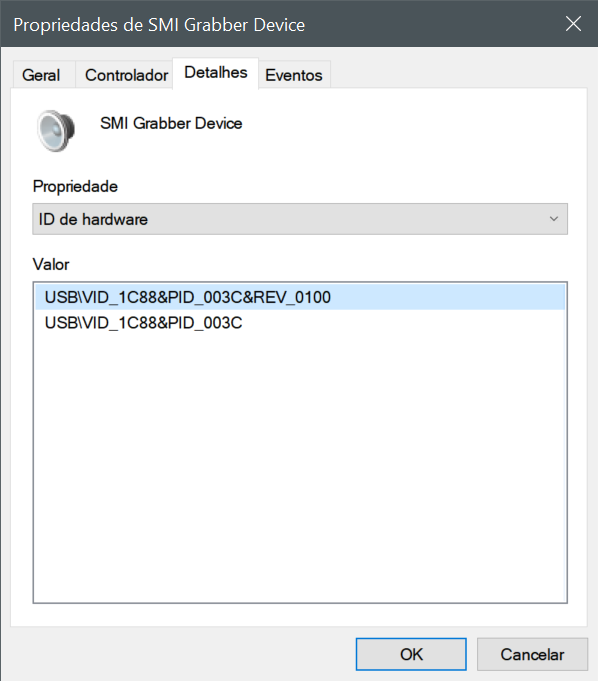 Propriedades de SMI Grabber Device
Geral Controlador Detalhes Eventos
SMI Grabber Device
Propriedade
ID de hardware
Valor
USB\VID_1C88&PID_003C&REV_0100
USB\VID_1C88&PID_003C
OK Cancelar